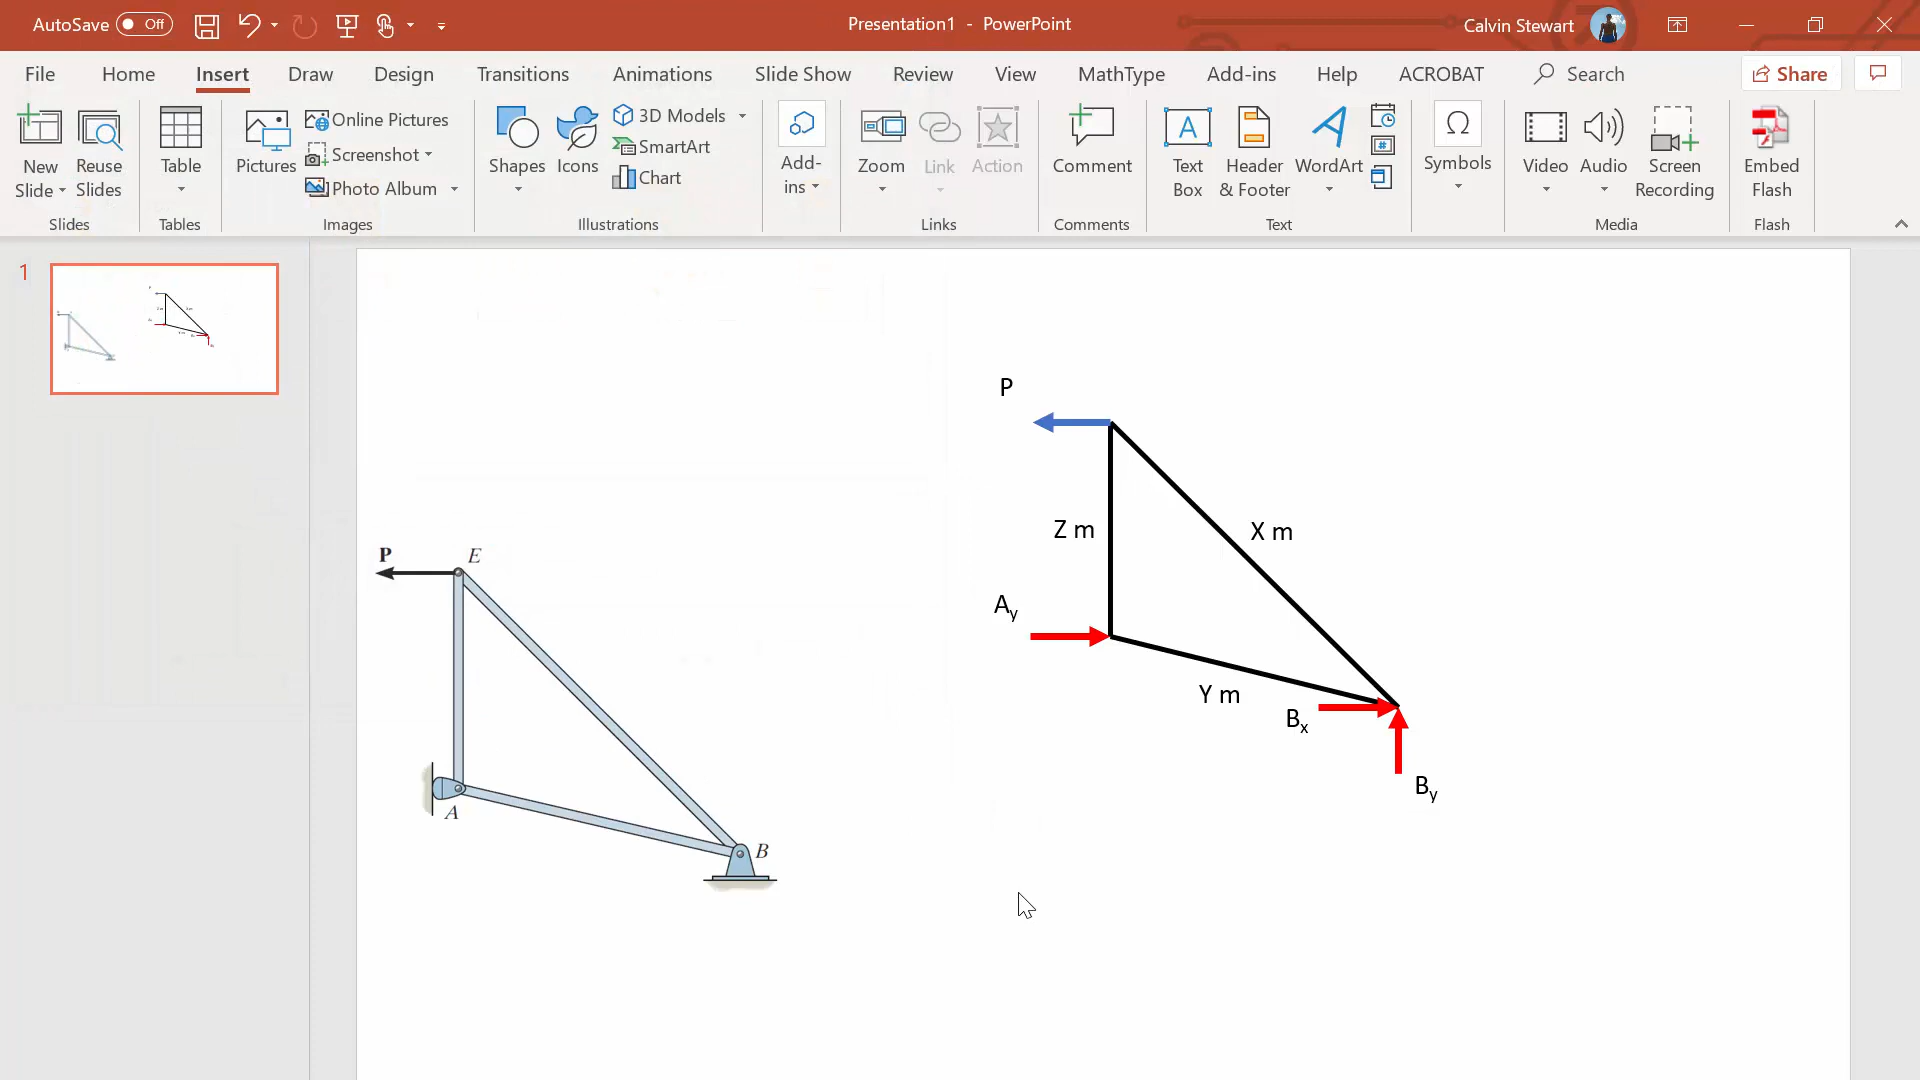 AutoSave Off
Presentation1 - PowerPoint
Calvin Stewart
File Home Insert Draw Design Transitions Animations Slide Show Review View MathType Add-ins Help ACROBAT Search Share
New Slide
Reuse Slides
Table
Pictures
Online Pictures
Screenshot
Photo Album
Shapes
Icons
3D Models
SmartArt
Chart
Add-ins
Zoom
Link
Action
Comment
Text Box
Header & Footer
WordArt
Symbols
Video
Audio
Screen Recording
Embed Flash
Slides Tables Images Illustrations Links Comments Text Media Flash
1
P
Z m
X m
Ay
Y m
Bx
By
P
E
A
B